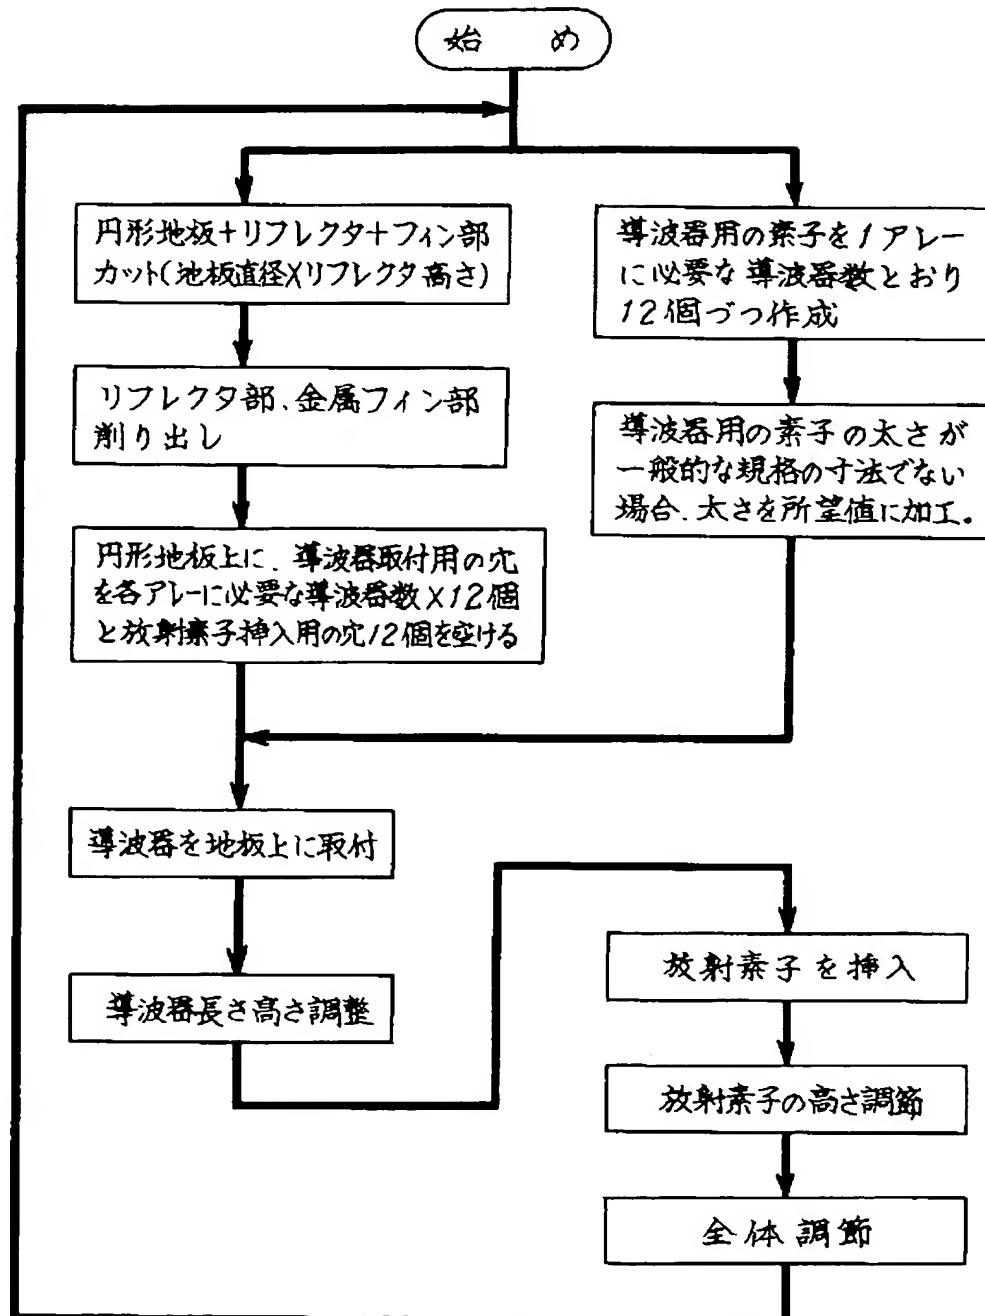 始 め
円形地板+リフレクタ+フィン部
カット(地板直径×リフレクタ高さ)
リフレクタ部、金属フィン部
削り出し
円形地板上に、導波器取付用の穴
を各アレーに必要な導波器数×12個
と放射素子挿入用の穴12個を空ける
導波器用の素子を1アレー
に必要な導波器数とおり
12個づつ作成
導波器用の素子の太さが
一般的な規格の寸法でない
場合、太さを所望値に加工。
導波器を地板上に取付
導波器長さ高さ調整
放射素子を挿入
放射素子の高さ調節
全体調節